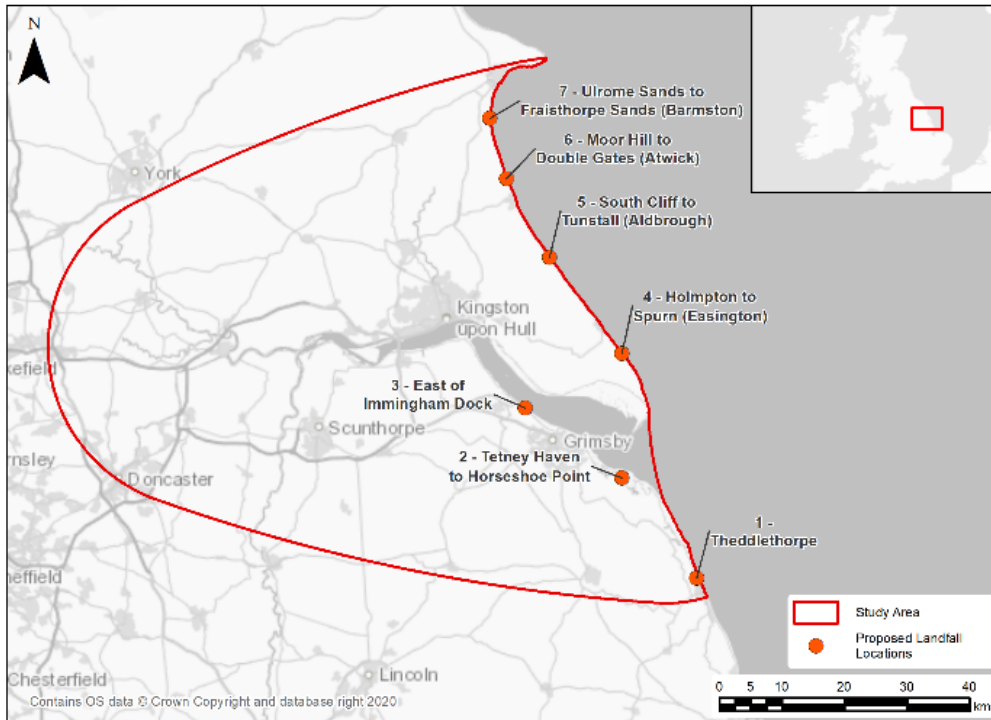 N
7 - Ulrome Sands to
Fraisthorpe Sands (Barmston)
6 - Moor Hill to
Double Gates (Atwick)
York
5 - South Cliff to
Tunstall (Aldbrough)
4 - Holmpton to
Spurn (Easington)
Kingston
upon Hull
kefield
3 - East of
Immingham Dock
Scunthorpe
Grimsby
2 - Tetney Haven
to Horseshoe Point
rnsley
Doncaster
1 -
Theddlethorpe
heffield
Study Area
Proposed Landfall
Locations
Lincoln
Chesterfield
Contains OS data © Crown Copyright and database right 2020
0 5 10 20 30 40
km